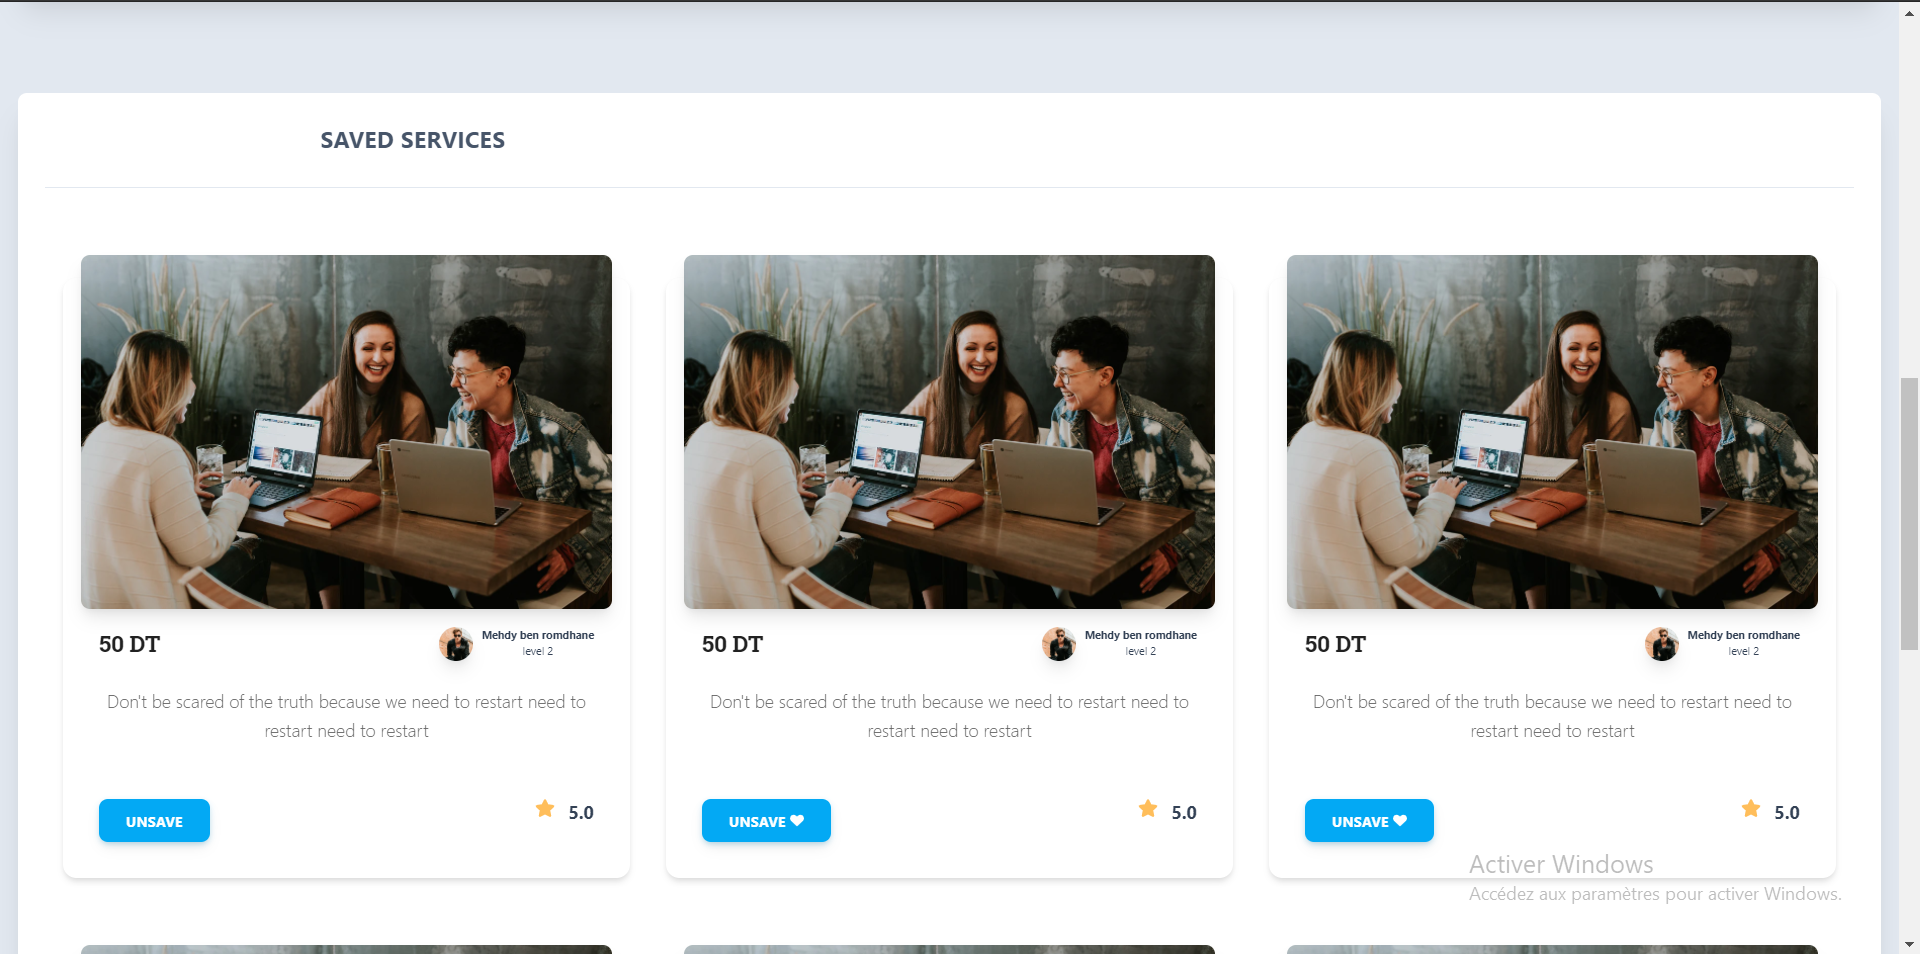 SAVED SERVICES
50 DT
Mehdy ben romdhane
level 2
Don't be scared of the truth because we need to restart need to
restart need to restart
UNSAVE
5.0
50 DT
Mehdy ben romdhane
level 2
Don't be scared of the truth because we need to restart need to
restart need to restart
UNSAVE
5.0
50 DT
Mehdy ben romdhane
level 2
Don't be scared of the truth because we need to restart need to
restart need to restart
UNSAVE
5.0
Activer Windows
Accédez aux paramètres pour activer Windows.